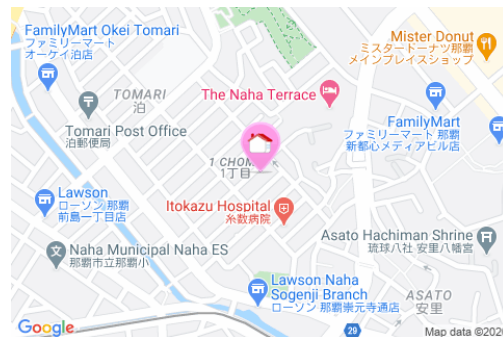 FamilyMart Okei Tomari
ファミリーマート
オーケイ泊店
Mister Donut
ミスタードーナツ那覇
メインプレイスショップ
TOMARI
泊
The Naha Terrace
Tomari Post Office
泊郵便局
FamilyMart
ファミリーマート 那覇
新都心メディアビル店
1 CHOME
1丁目
Lawson
ローソン 那覇
前島一丁目店
Itokazu Hospital
糸数病院
Asato Hachiman Shrine
琉球八社 安里八幡宮
Naha Municipal Naha ES
那覇市立那覇小
Lawson Naha
Sogenji Branch
ローソン 那覇崇元寺通店
ASATO
安里
29
Google
Map data ©202